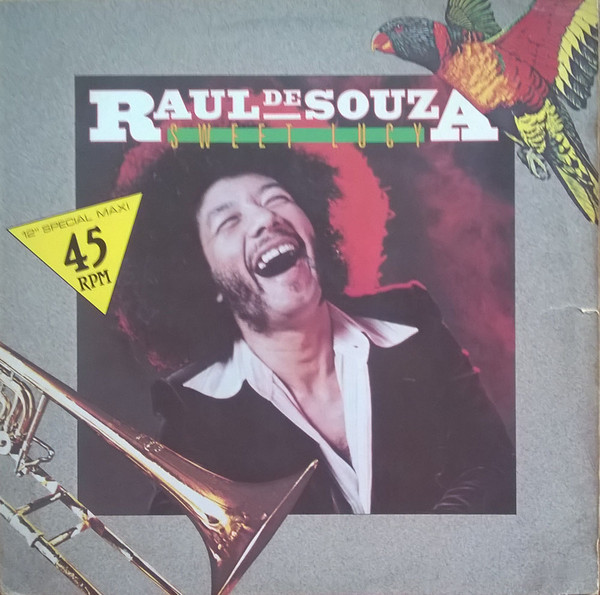 RAUL DE SOUZA
SWEET LUCY
12" SPECIAL MAXI
45
RPM